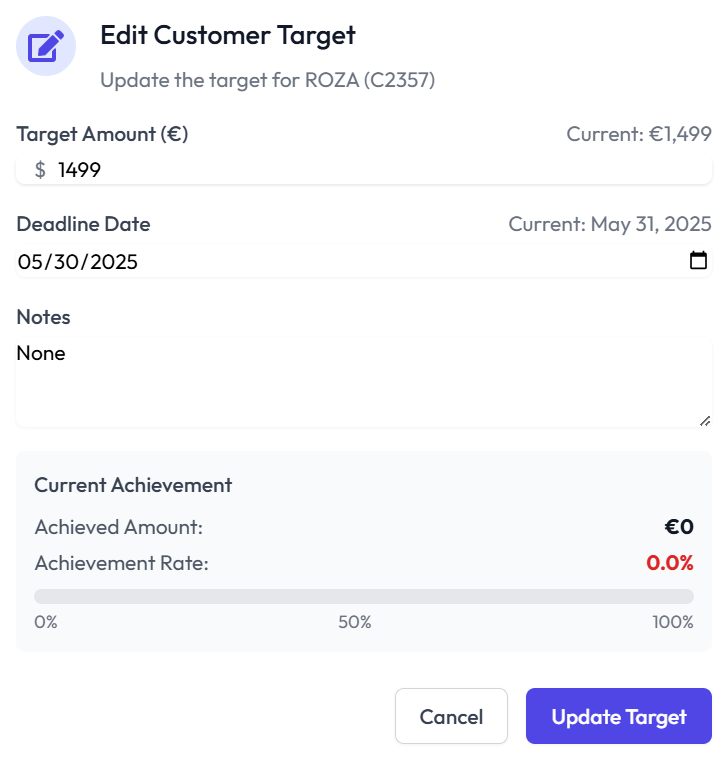 Edit Customer Target
Update the target for ROZA (C2357)
Target Amount (€) Current: €1,499
$ 1499
Deadline Date Current: May 31, 2025
05/30/2025
Notes
None
Current Achievement
Achieved Amount: €0
Achievement Rate: 0.0%
0% 50% 100%
Cancel Update Target